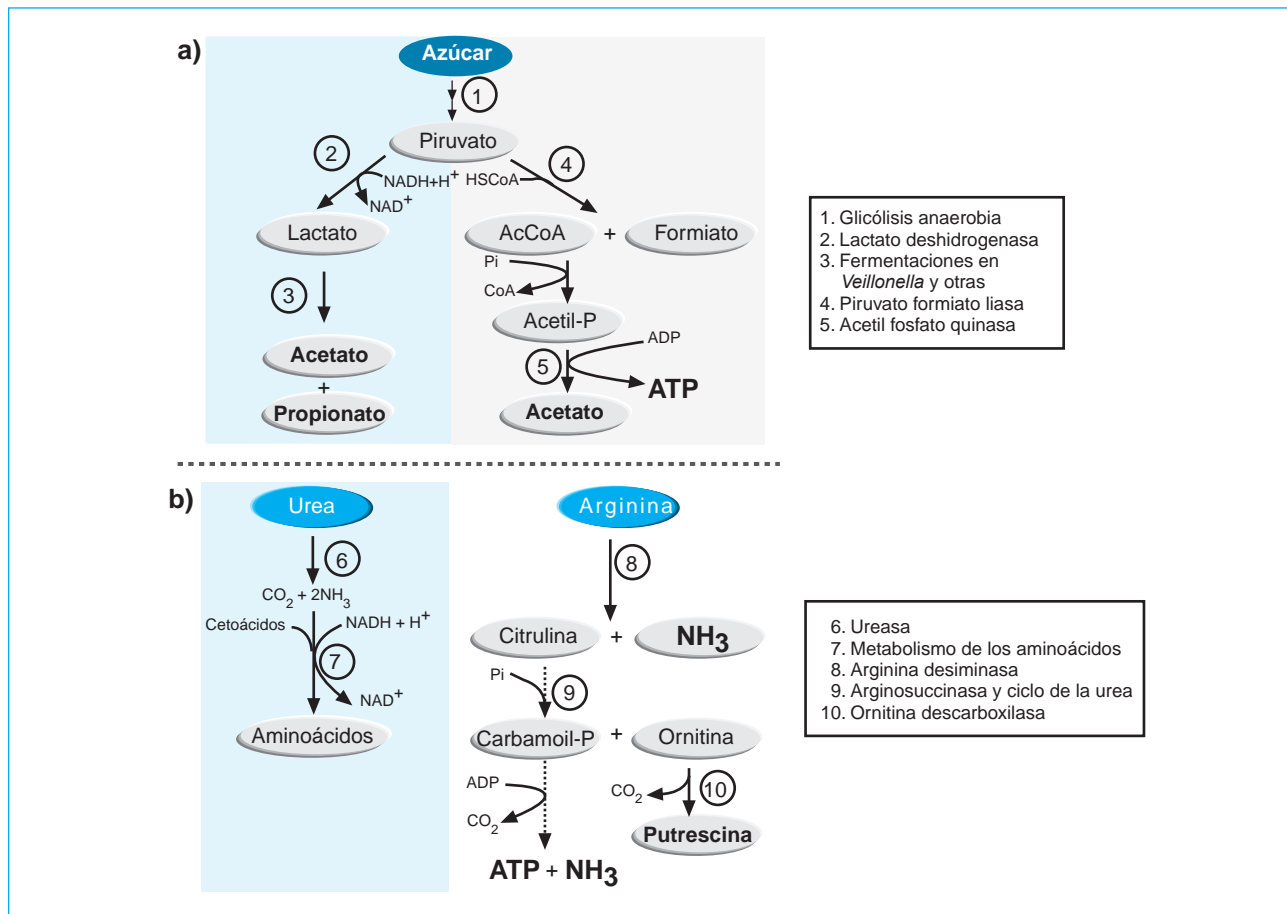 a)
Azúcar
1
Piruvato
2
4
NADH+H+ HSCoA
NAD+
Lactato
AcCoA + Formiato
Pi
CoA
3
Acetil-P
Acetato
+
Propionato
ADP
5
ATP
Acetato
1. Glicólisis anaerobia
2. Lactato deshidrogenasa
3. Fermentaciones en
Veillonella y otras
4. Piruvato formiato liasa
5. Acetil fosfato quinasa
b)
Urea
6
CO2 + 2NH3
Cetoácidos
NADH + H+
7
NAD+
Aminoácidos
Arginina
8
Citrulina + NH3
Pi
9
Carbamoil-P + Ornitina
ADP
CO2
CO2
10
Putrescina
ATP + NH3
6. Ureasa
7. Metabolismo de los aminoácidos
8. Arginina desiminasa
9. Arginosuccinasa y ciclo de la urea
10. Ornitina descarboxilasa